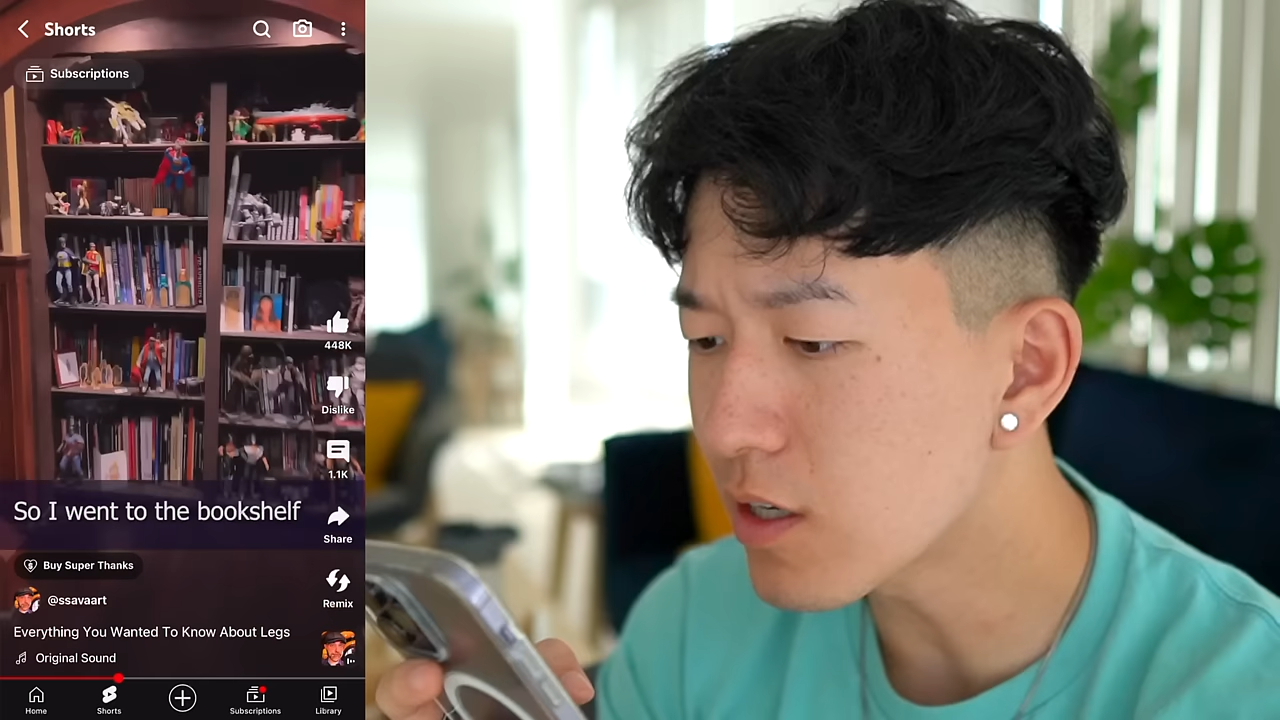 Shorts
Subscriptions
448K
Dislike
1.1K
So I went to the bookshelf
Share
Buy Super Thanks
@ssavaart
Remix
Everything You Wanted To Know About Legs
Original Sound
Home
Shorts
Subscriptions
Library